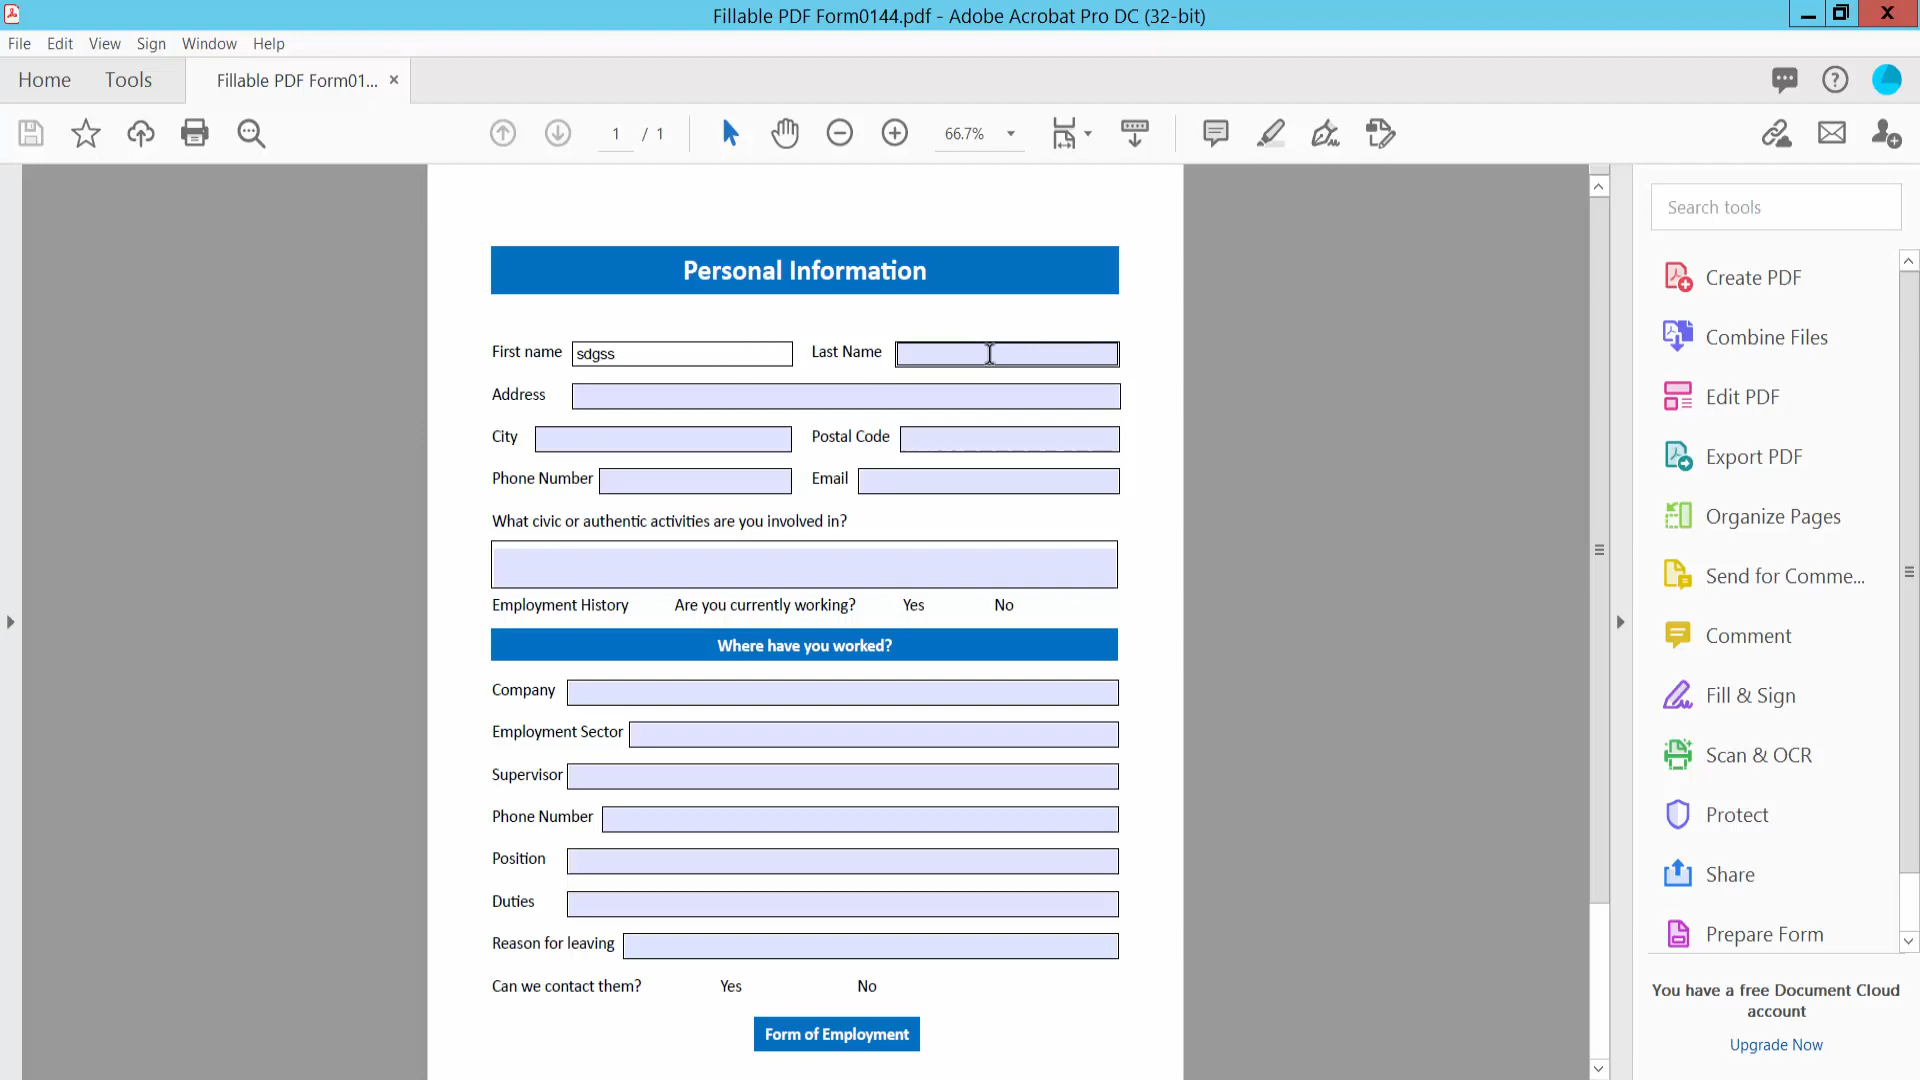 Fillable PDF Form0144.pdf - Adobe Acrobat Pro DC (32-bit)
File Edit View Sign Window Help
Home Tools Fillable PDF Form01... ×
1 / 1 66.7%
Search tools
Create PDF
Combine Files
Edit PDF
Export PDF
Organize Pages
Send for Comme...
Comment
Fill & Sign
Scan & OCR
Protect
Share
Prepare Form
You have a free Document Cloud
account
Upgrade Now
Personal Information
First name sdgss Last Name
Address
City Postal Code
Phone Number Email
What civic or authentic activities are you involved in?
Employment History Are you currently working? Yes No
Where have you worked?
Company
Employment Sector
Supervisor
Phone Number
Position
Duties
Reason for leaving
Can we contact them? Yes No
Form of Employment